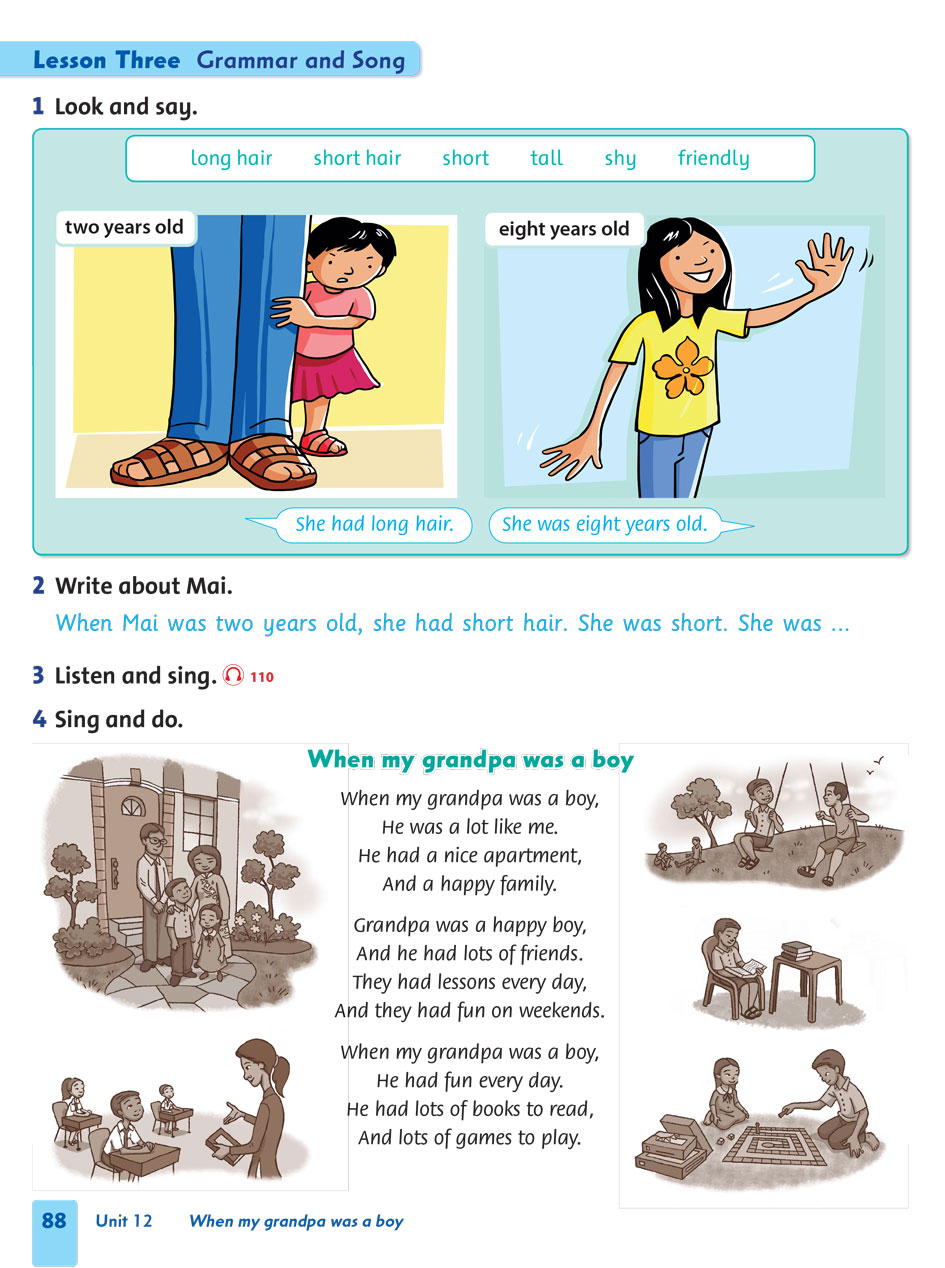 Lesson Three Grammar and Song
1 Look and say.
long hair short hair short tall shy friendly
two years old
eight years old
She had long hair.
She was eight years old.
2 Write about Mai.
When Mai was two years old, she had short hair. She was short. She was ...
3 Listen and sing. 110
4 Sing and do.
When my grandpa was a boy
When my grandpa was a boy,
He was a lot like me.
He had a nice apartment,
And a happy family.
Grandpa was a happy boy,
And he had lots of friends.
They had lessons every day,
And they had fun on weekends.
When my grandpa was a boy,
He had fun every day.
He had lots of books to read,
And lots of games to play.
88 Unit 12 When my grandpa was a boy